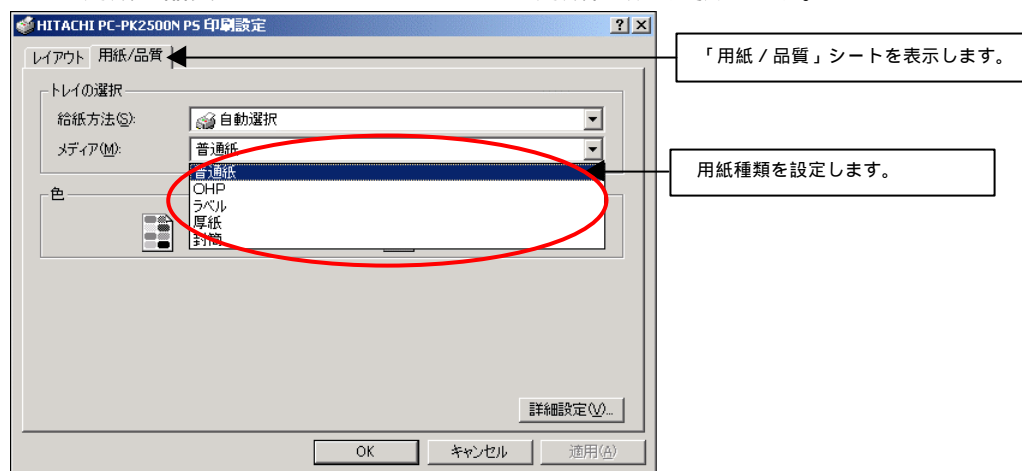 HITACHI PC-PK2500N PS 印刷設定
レイアウト 用紙/品質
「用紙/品質」シートを表示します。
トレイの選択
給紙方法(S): 自動選択
メディア(M): 普通紙
普通紙
用紙種類を設定します。
OHP
色
ラベル
厚紙
封筒
詳細設定(V)...
OK キャンセル 適用(A)